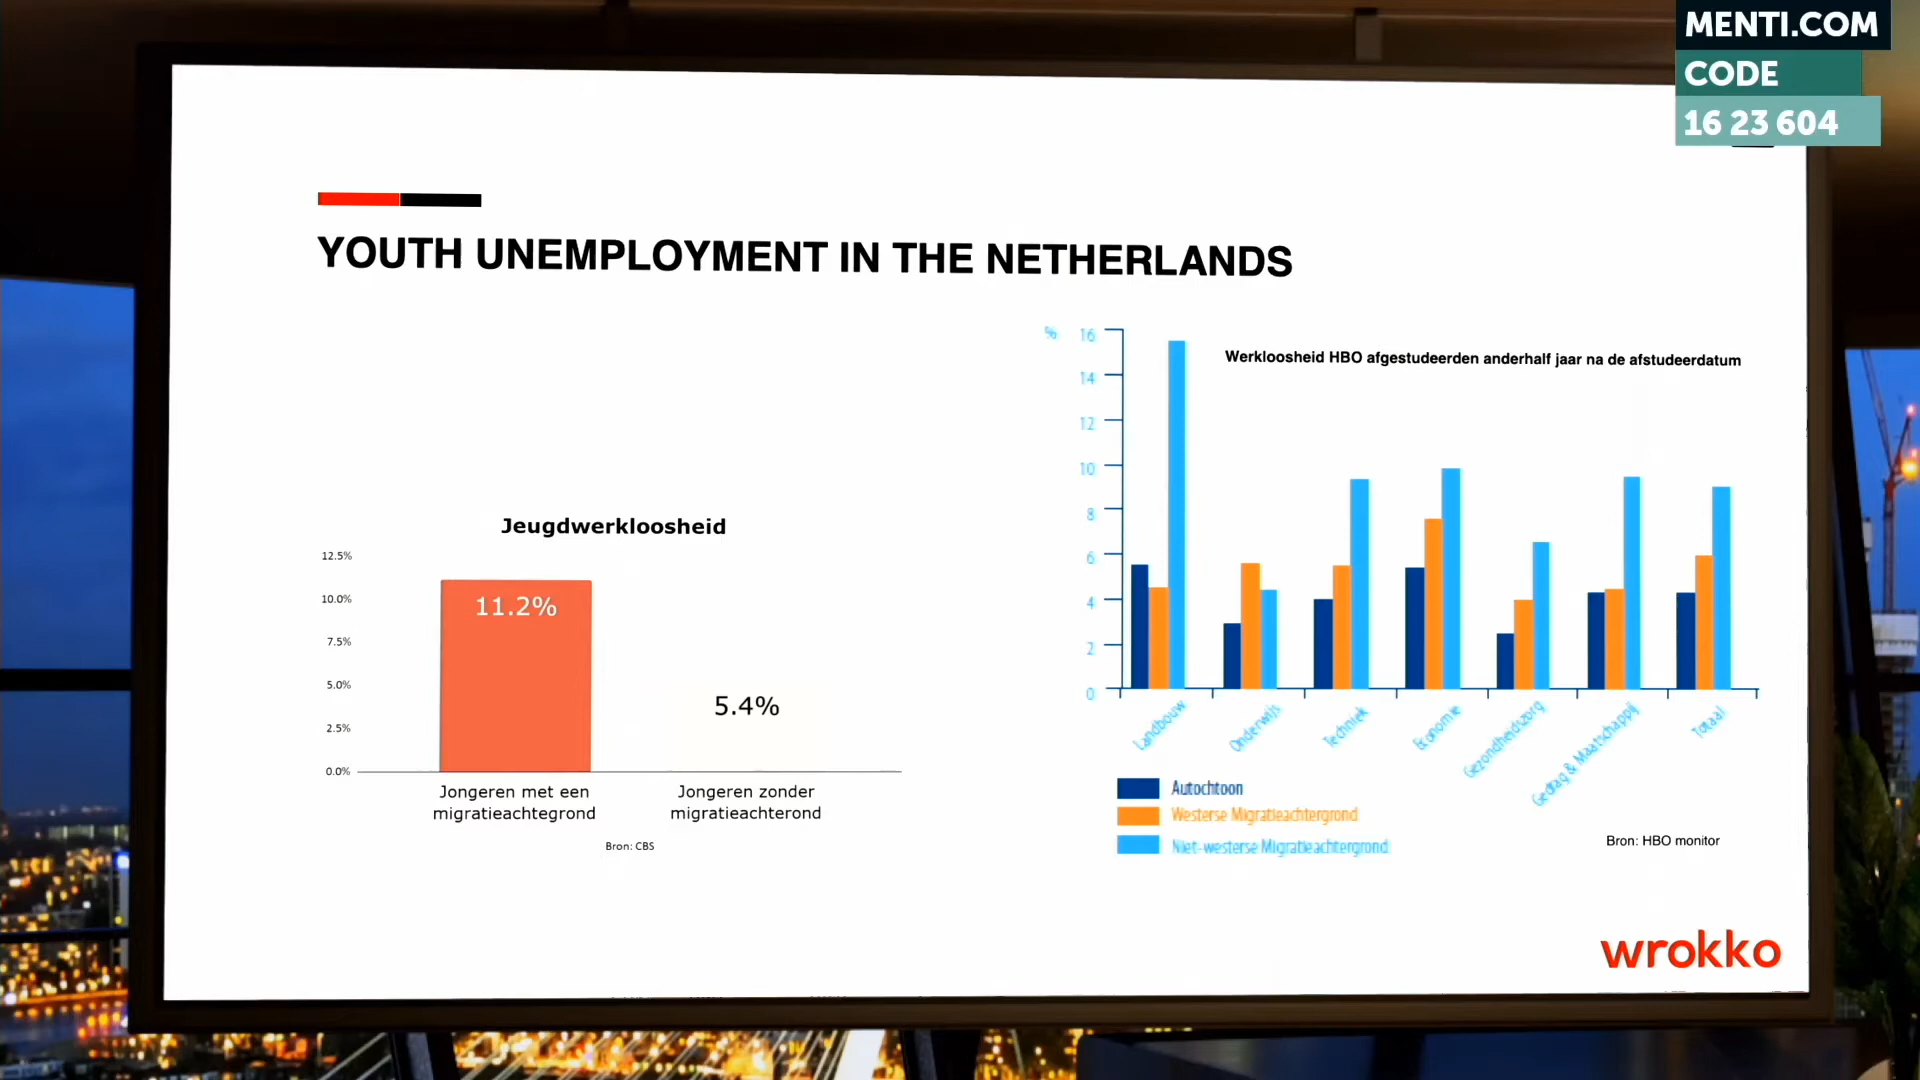 MENTI.COM
CODE
16 23 604
YOUTH UNEMPLOYMENT IN THE NETHERLANDS
Jeugdwerkloosheid
12.5%
10.0%
7.5%
5.0%
2.5%
0.0%
11.2%
5.4%
Jongeren met een
migratieachtegrond
Jongeren zonder
migratieachterond
Bron: CBS
%
16
14
12
10
8
6
4
2
0
Werkloosheid HBO afgestudeerden anderhalf jaar na de afstudeerdatum
Landbouw
Onderwijs
Techniek
Economie
Gezondheidszorg
Gedrag & Maatschappij
Totaal
Autochtoon
Westerse Migratieachtergrond
Niet-westerse Migratieachtergrond
Bron: HBO monitor
wrokko